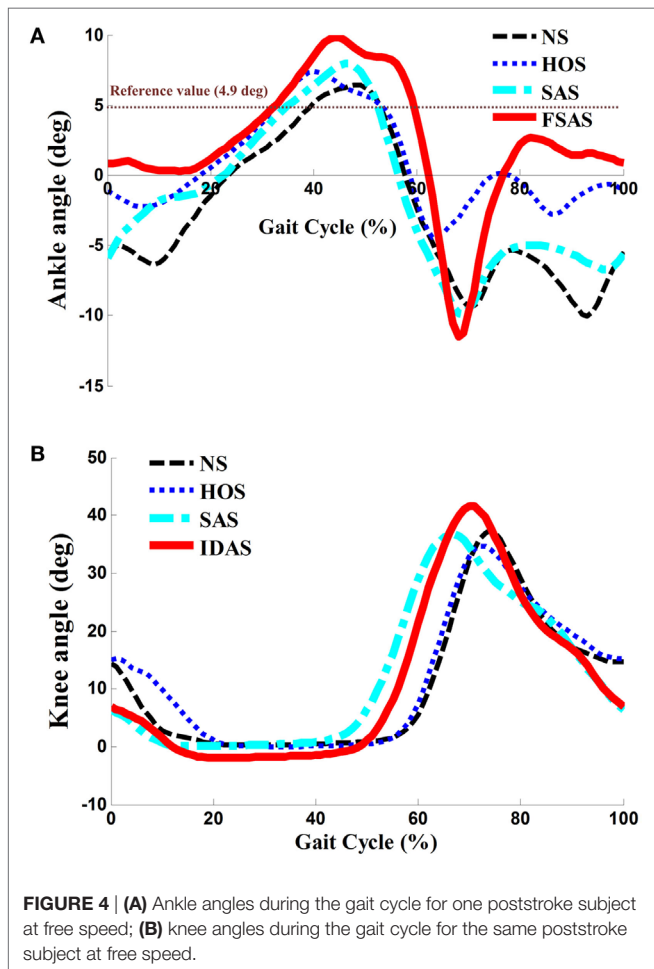 A
10
NS
HOS
SAS
FSAS
Reference value (4.9 deg)
5
0
0
20
40
60
80
100
Gait Cycle (%)
-5
-10
-15
Ankle angle (deg)
B
50
NS
HOS
SAS
IDAS
40
30
20
10
0
-10
Knee angle (deg)
0
20
40
60
80
100
Gait Cycle (%)
FIGURE 4 | (A) Ankle angles during the gait cycle for one poststroke subject
at free speed; (B) knee angles during the gait cycle for the same poststroke
subject at free speed.